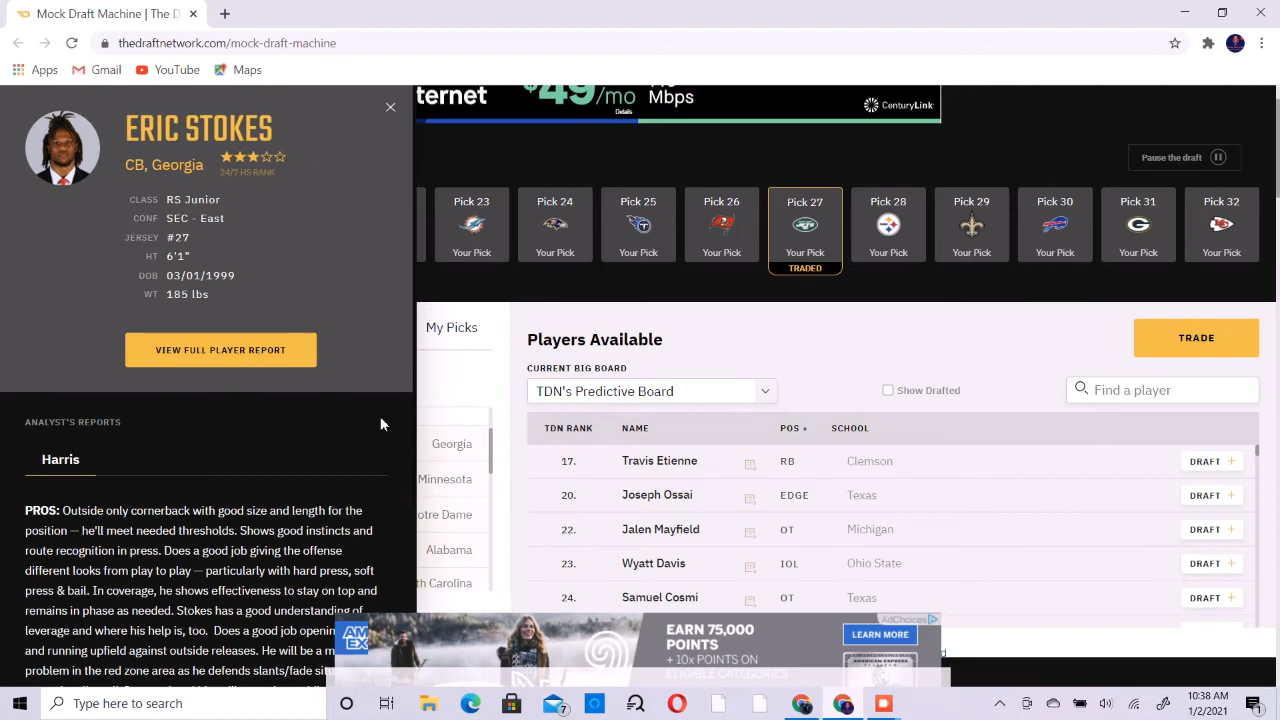 Mock Draft Machine | The D
thedraftnetwork.com/mock-draft-machine
Apps Gmail YouTube Maps
ternet
/mo
Details
Mbps
CenturyLink
ERIC STOKES
CB, Georgia
24/7 HS RANK
CLASS RS Junior
CONF SEC - East
JERSEY #27
HT 6'1"
DOB 03/01/1999
WT 185 lbs
VIEW FULL PLAYER REPORT
ANALYST'S REPORTS
Harris
PROS: Outside only cornerback with good size and length for the
position — he'll meet needed thresholds. Shows good instincts and
route recognition in press. Does a good job giving the offense
different looks from play to play — particularly with hard press, soft
press & bail. In coverage, he shows effectiveness to stay on top and
remains in phase as needed. Stokes has a good understanding of
leverage and where his help is, too. Does a good job
and running upfield against outside releases. He will be a
problem in the red zone area as he defends slants/fade
Pause the draft
Pick 23 Pick 24 Pick 25 Pick 26 Pick 27 Pick 28 Pick 29 Pick 30 Pick 31 Pick 32
Your Pick Your Pick Your Pick Your Pick Your Pick Your Pick Your Pick Your Pick Your Pick Your Pick
TRADED
My Picks
Georgia
Minnesota
otre Dame
Alabama
th Carolina
Players Available
TRADE
CURRENT BIG BOARD
TDN's Predictive Board
Show Drafted
Find a player
TDN RANK NAME POS SCHOOL
17. Travis Etienne RB Clemson DRAFT +
20. Joseph Ossai EDGE Texas DRAFT +
22. Jalen Mayfield OT Michigan DRAFT +
23. Wyatt Davis IOL Ohio State DRAFT +
24. Samuel Cosmi OT Texas DRAFT +
AM
EX
EARN 75,000
POINTS
+ 10x POINTS ON
ELIGIBLE CATEGORIES
AdChoices
LEARN MORE
AMERICAN EXPRESS
Type here to search
7
10:38 AM
1/2/2021
1